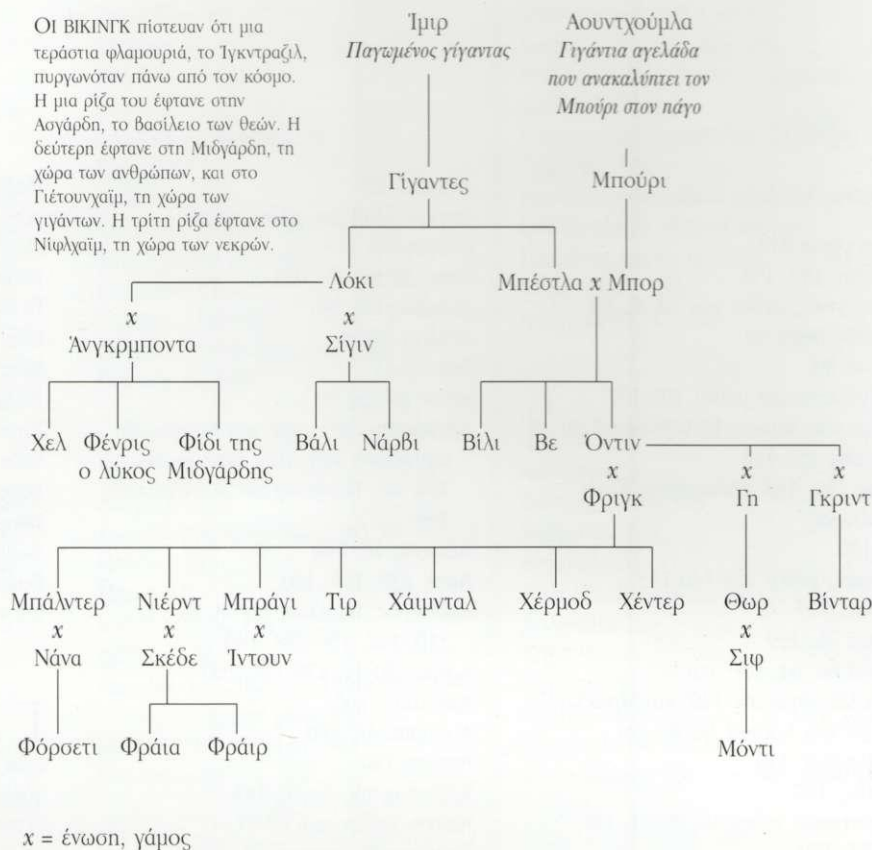 ΟΙ ΒΙΚΙΝΓΚ πίστευαν ότι μια
τεράστια φλαμουριά, το Ίγκντραζιλ,
πυργωνόταν πάνω από τον κόσμο.
Η μια ρίζα του έφτανε στην
Ασγάρδη, το βασίλειο των θεών. Η
δεύτερη έφτανε στη Μιδγάρδη, τη
χώρα των ανθρώπων, και στο
Γιέτουνχαϊμ, τη χώρα των
γιγάντων. Η τρίτη ρίζα έφτανε στο
Νίφλχαϊμ, τη χώρα των νεκρών.
Ίμιρ
Παγωμένος γίγαντας
Αουντχούμλα
Γιγάντια αγελάδα
που ανακαλύπτει τον
Μπούρι στον πάγο
Γίγαντες Μπούρι
Λόκι Μπέστλα x Μπορ
x x
Άνγκρμποντα Σίγιν
Χελ Φένρις Φίδι της Βάλι Νάρβι Βίλι Βε Όντιν
ο λύκος Μιδγάρδης
x x x
Φριγκ Γη Γκριντ
Μπάλντερ Νιέρντ Μπράγι Τιρ Χάιμνταλ Χέρμοδ Χέντερ Θωρ Βίνταρ
x x x x
Νάνα Σκέδε Ίντουν Σιφ
Φόρσετι Φράια Φράιρ Μόντι
x = ένωση, γάμος